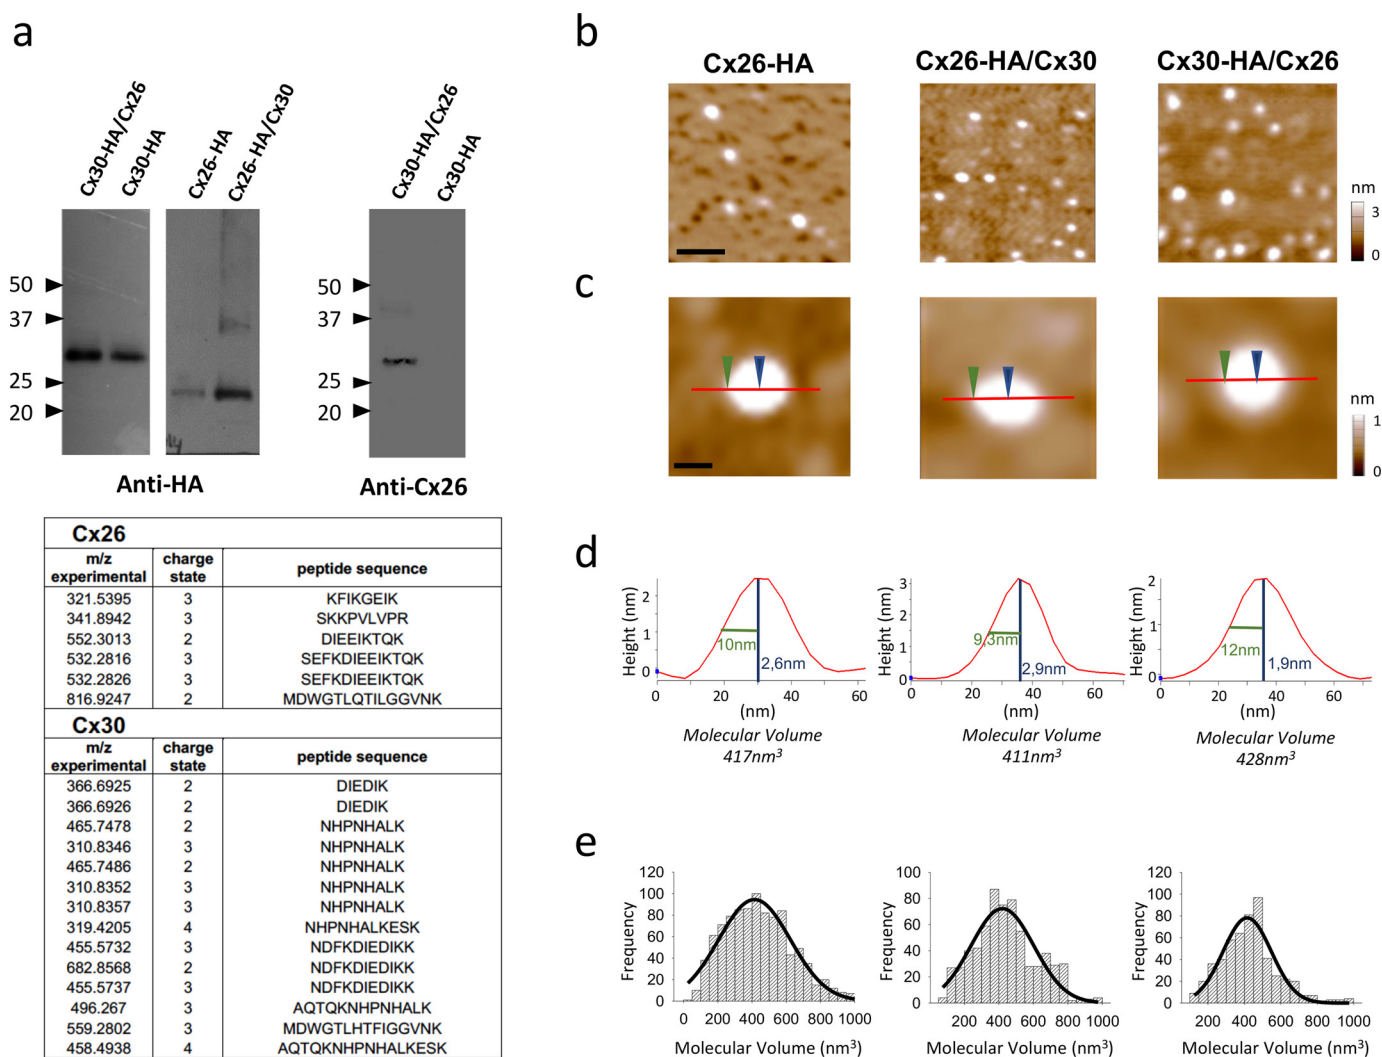 a
Cx30-HA/Cx26
Cx30-HA
Cx26-HA
Cx26-HA/Cx30
Cx30-HA/Cx26
Cx30-HA
50
37
25
20
50
37
25
20
Anti-HA
Anti-Cx26
Cx26
m/z experimental charge state peptide sequence
321.5395 3 KFIKGEIK
341.8942 3 SKKPVLVPR
552.3013 2 DIEEIKTQK
532.2816 3 SEFKDIEEIKTQK
532.2826 3 SEFKDIEEIKTQK
816.9247 2 MDWGTLQTILGGVNK
Cx30
m/z experimental charge state peptide sequence
366.6925 2 DIEDIK
366.6926 2 DIEDIK
465.7478 2 NHPNHALK
310.8346 3 NHPNHALK
465.7486 2 NHPNHALK
310.8352 3 NHPNHALK
310.8357 3 NHPNHALK
319.4205 4 NHPNHALKESK
455.5732 3 NDFKDIEDIKK
682.8568 2 NDFKDIEDIKK
455.5737 3 NDFKDIEDIKK
496.267 3 AQTQKNHPNHALK
559.2802 3 MDWGTLHTFIGGVNK
458.4938 4 AQTQKNHPNHALKESK
b
Cx26-HA
Cx26-HA/Cx30
Cx30-HA/Cx26
nm
3
0
c
nm
1
0
d
Height (nm)
2
1
0
10nm
2,6nm
0 20 40 60
(nm)
Molecular Volume
417nm³
Height (nm)
3
2
1
0
9,3nm
2,9nm
0 20 40 60
(nm)
Molecular Volume
411nm³
Height (nm)
2
1
0
12nm
1,9nm
0 20 40 60
(nm)
Molecular Volume
428nm³
e
Frequency
120
100
80
60
40
20
0
0 200 400 600 800 1000
Molecular Volume (nm³)
Frequency
100
80
60
40
20
0
200 400 600 800 1000
Molecular Volume (nm³)
Frequency
120
100
80
60
40
20
0
200 400 600 800 1000
Molecular Volume (nm³)